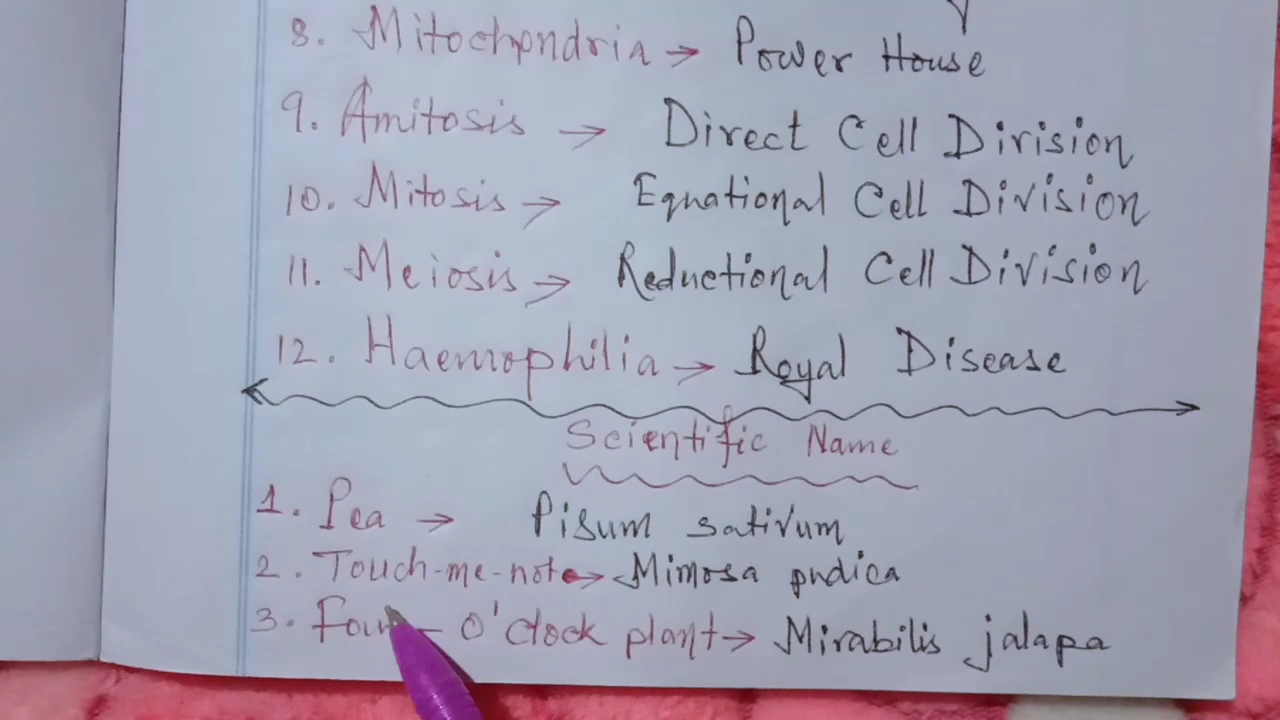 8. Mitochondria → Power House
9. Amitosis → Direct Cell Division
10. Mitosis → Equational Cell Division
11. Meiosis → Reductional Cell Division
12. Haemophilia → Royal Disease
Scientific Name
1. Pea → Pisum sativum
2. Touch-me-not → Mimosa pudica
3. Four - O'clock plant → Mirabilis jalapa